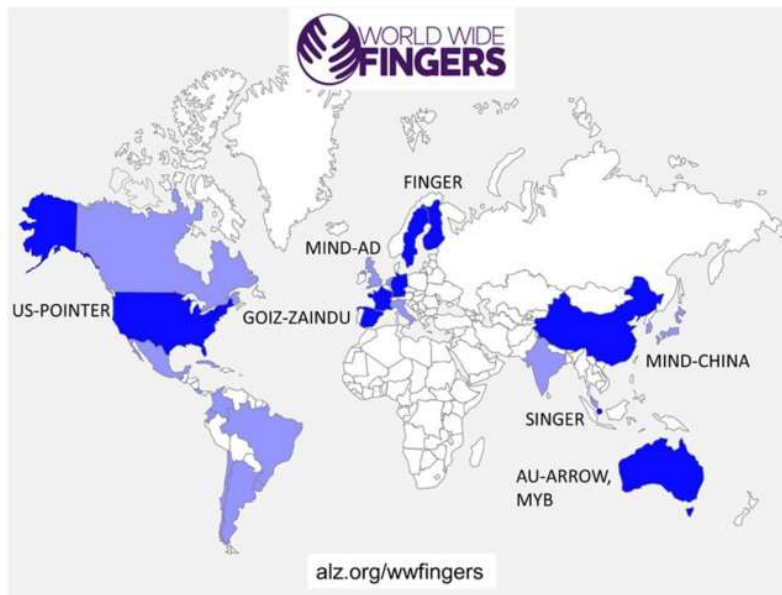 WORLD WIDE
FINGERS
FINGER
MIND-AD
US-POINTER
GOIZ-ZAINDU
MIND-CHINA
SINGER
AU-ARROW,
MYB
alz.org/wwfingers